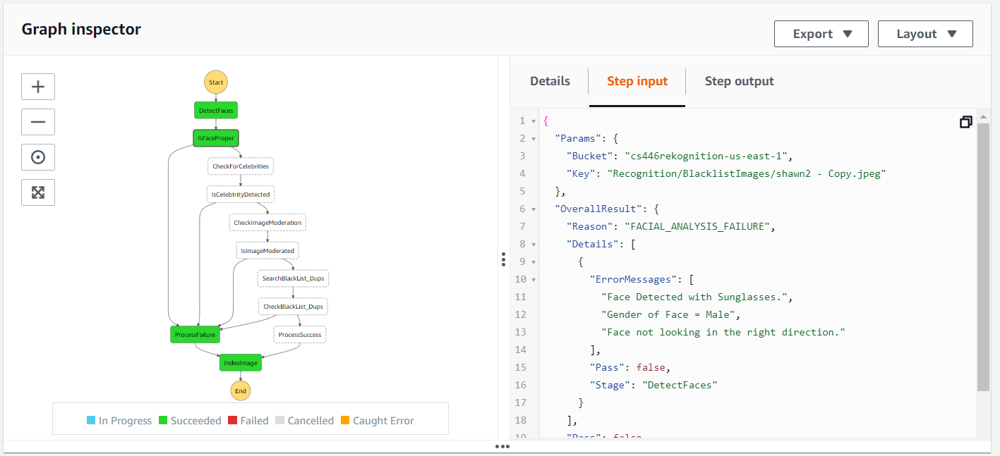 Graph inspector
Export
Layout
Start
DetectFaces
IsFaceProper
CheckForCelebrities
IsCelebtrityDetected
CheckImageModeration
IsImageModerated
SearchBlackList_Dups
CheckBlackList_Dups
ProcessFailure
ProcessSuccess
IndexImage
End
In Progress Succeeded Failed Cancelled Caught Error
Details Step input Step output
1 {
2 "Params": {
3 "Bucket": "cs446rekognition-us-east-1",
4 "Key": "Recognition/BlacklistImages/shawn2 - Copy.jpeg"
5 },
6 "OverallResult": {
7 "Reason": "FACIAL_ANALYSIS_FAILURE",
8 "Details": [
9 {
10 "ErrorMessages": [
11 "Face Detected with Sunglasses.",
12 "Gender of Face = Male",
13 "Face not looking in the right direction."
14 ],
15 "Pass": false,
16 "Stage": "DetectFaces"
17 }
18 ],
19 "Pass": false